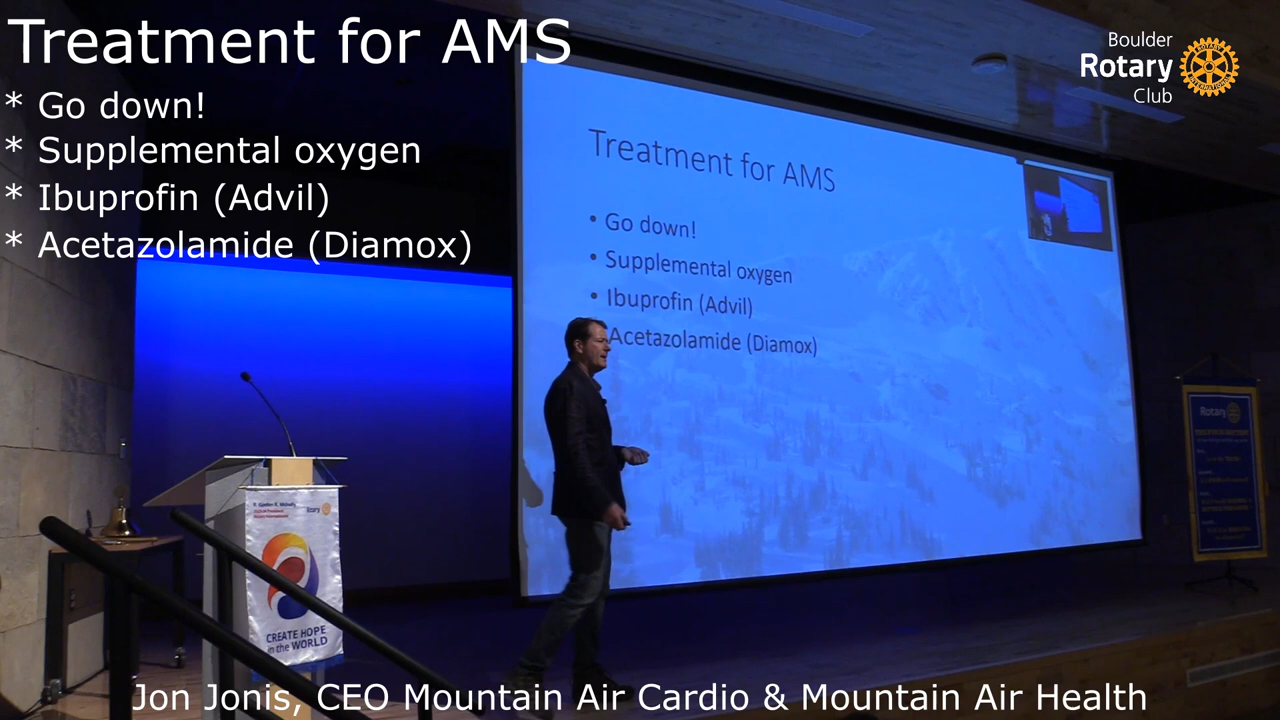 Treatment for AMS
* Go down!
* Supplemental oxygen
* Ibuprofin (Advil)
* Acetazolamide (Diamox)
Boulder
Rotary
Club
Treatment for AMS
• Go down!
• Supplemental oxygen
• Ibuprofin (Advil)
Acetazolamide (Diamox)
Rotary
Rotary
CREATE HOPE
in the WORLD
Jon Jonis, CEO Mountain Air Cardio & Mountain Air Health